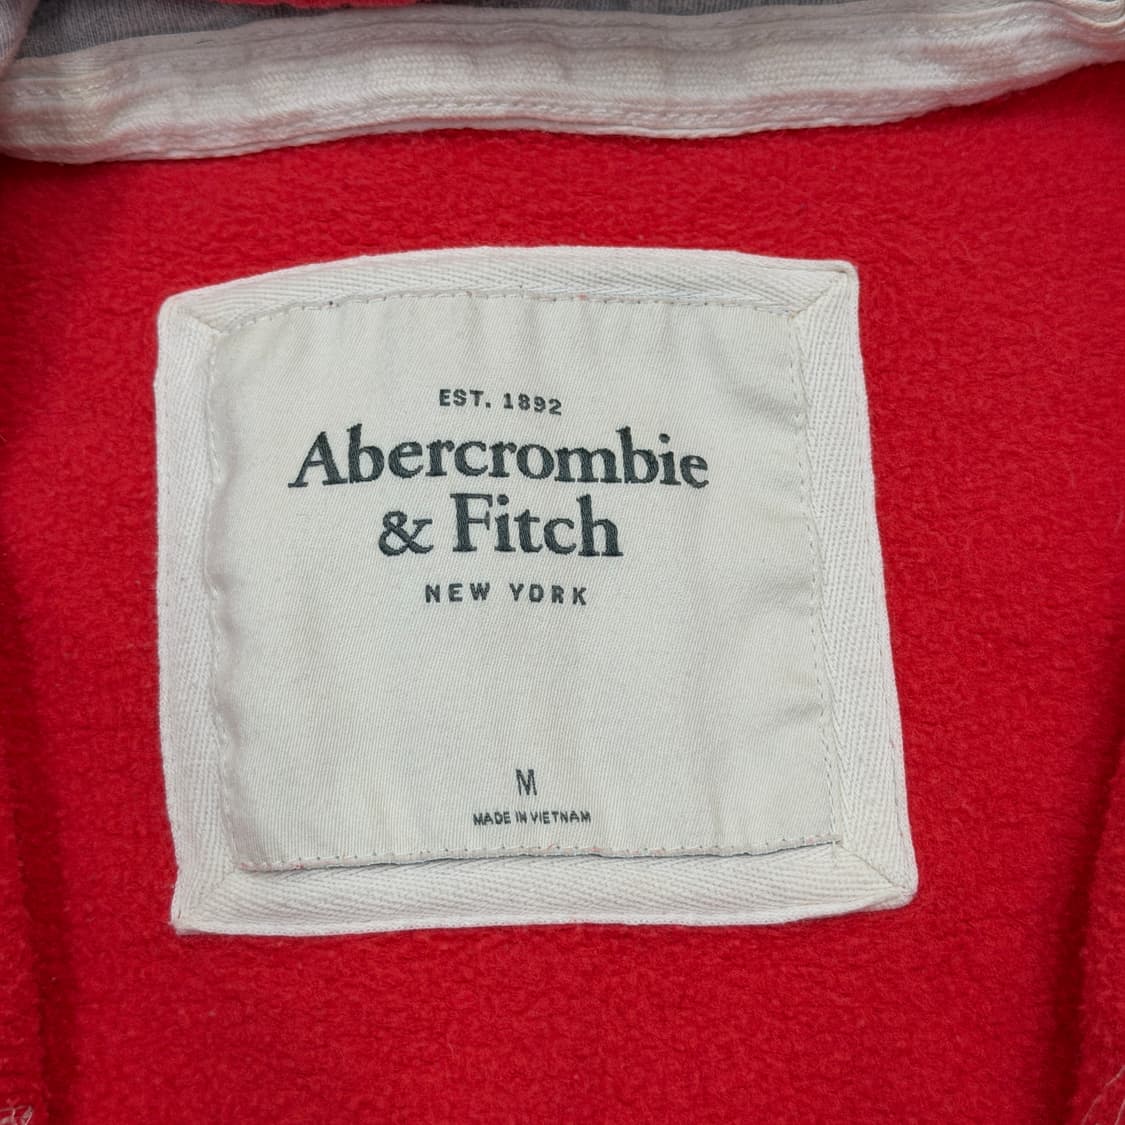 EST. 1892
Abercrombie
& Fitch
NEW YORK
M
MADE IN VIETNAM